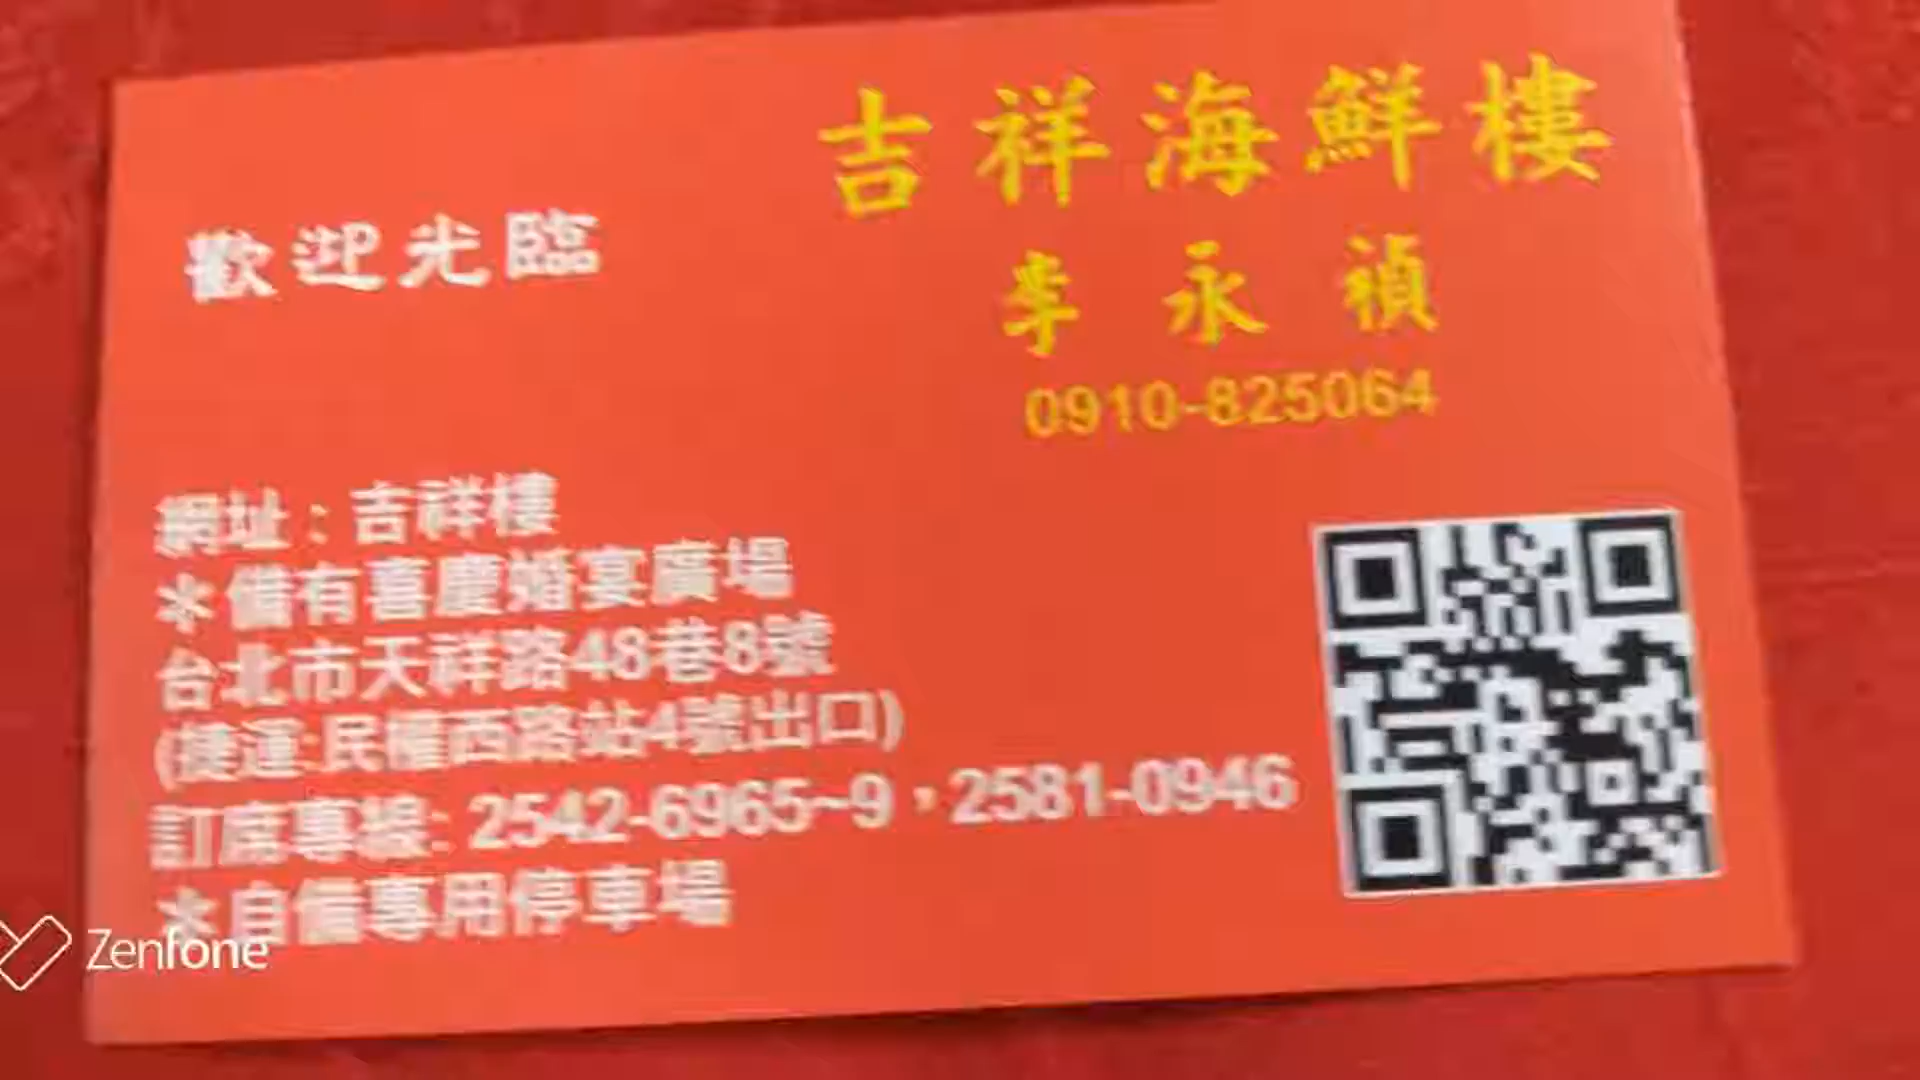 吉祥海鮮樓
歡迎光臨
李永禎
0910-825064
網址：吉祥樓
＊備有喜慶婚宴廣場
台北市天祥路48巷8號
(捷運:民權西路站4號出口)
訂席專線: 2542-6965~9，2581-0946
＊自備專用停車場
Zenfone